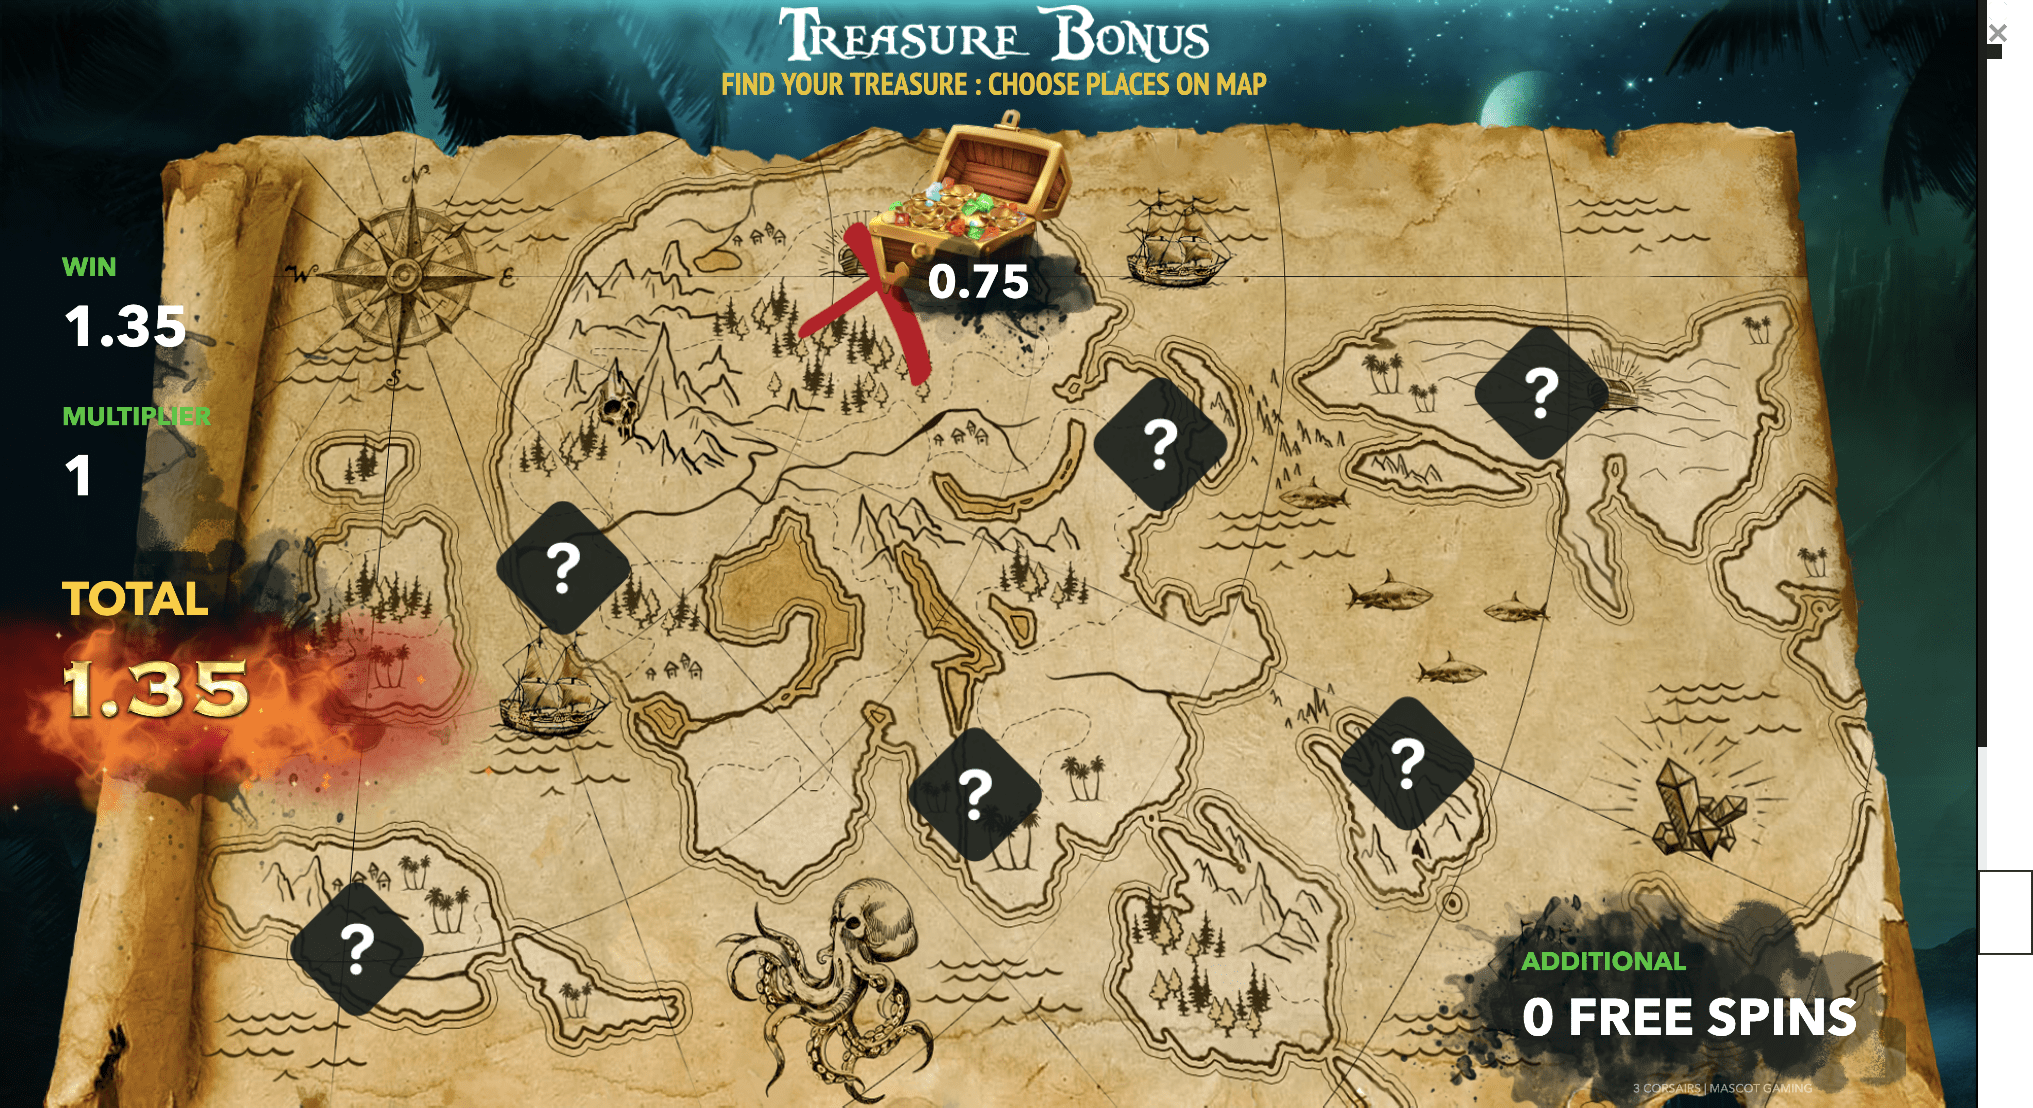 TREASURE BONUS
FIND YOUR TREASURE : CHOOSE PLACES ON MAP
N
W
E
S
0.75
WIN
1.35
MULTIPLIER
1
?
?
?
TOTAL
1.35
?
?
?
ADDITIONAL
0 FREE SPINS
3 CORSAIRS | MASCOT GAMING